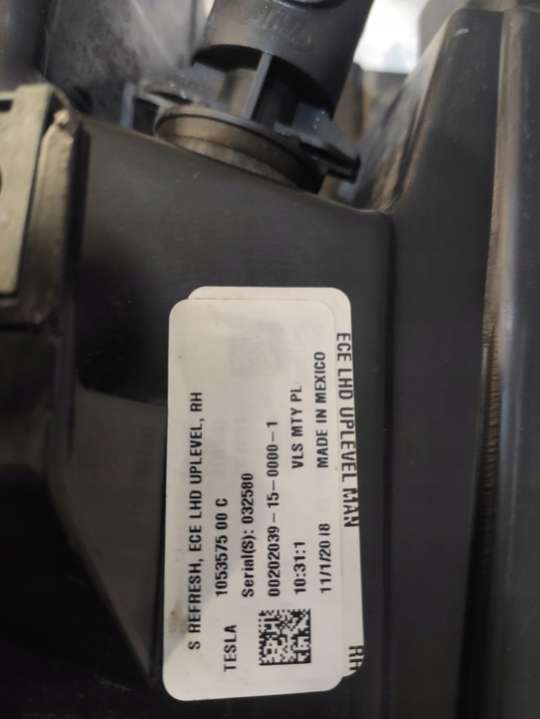 S REFRESH, ECE LHD UPLEVEL, RH
TESLA 1053575 00 C
Serial(S): 032580
00202039-15-0000-1
10:31:1 VLS MTY PL
11/1/2018 MADE IN MEXICO
ECE LHD UPLEVEL MAN
RH